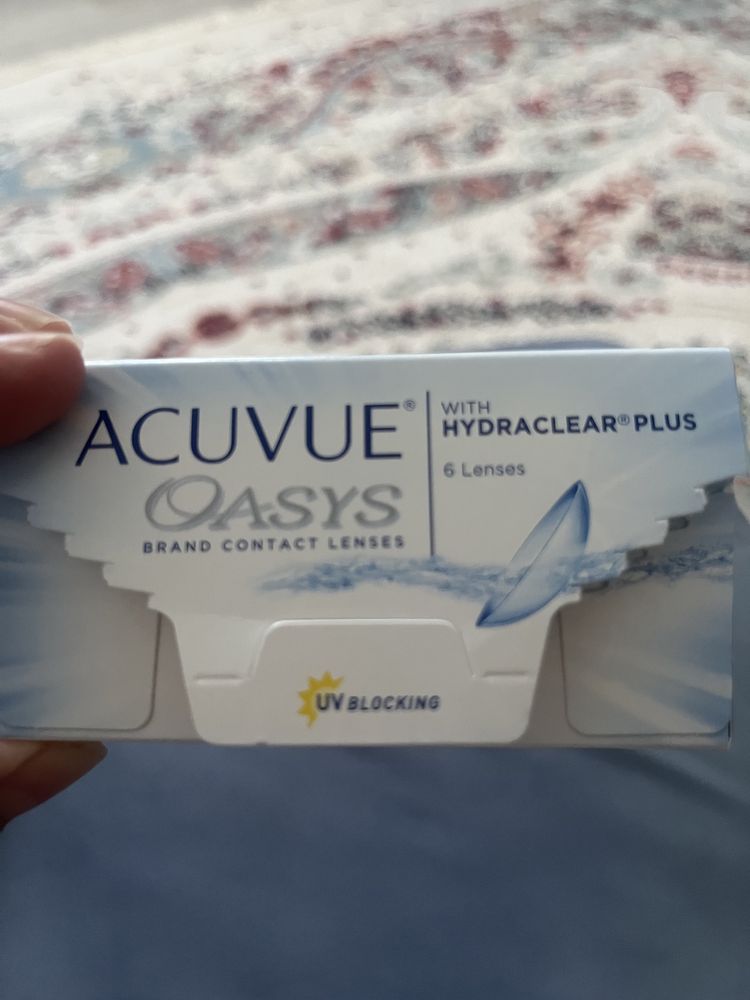 ACUVUE®
OASYS
BRAND CONTACT LENSES
WITH
HYDRACLEAR® PLUS
6 Lenses
UV BLOCKING